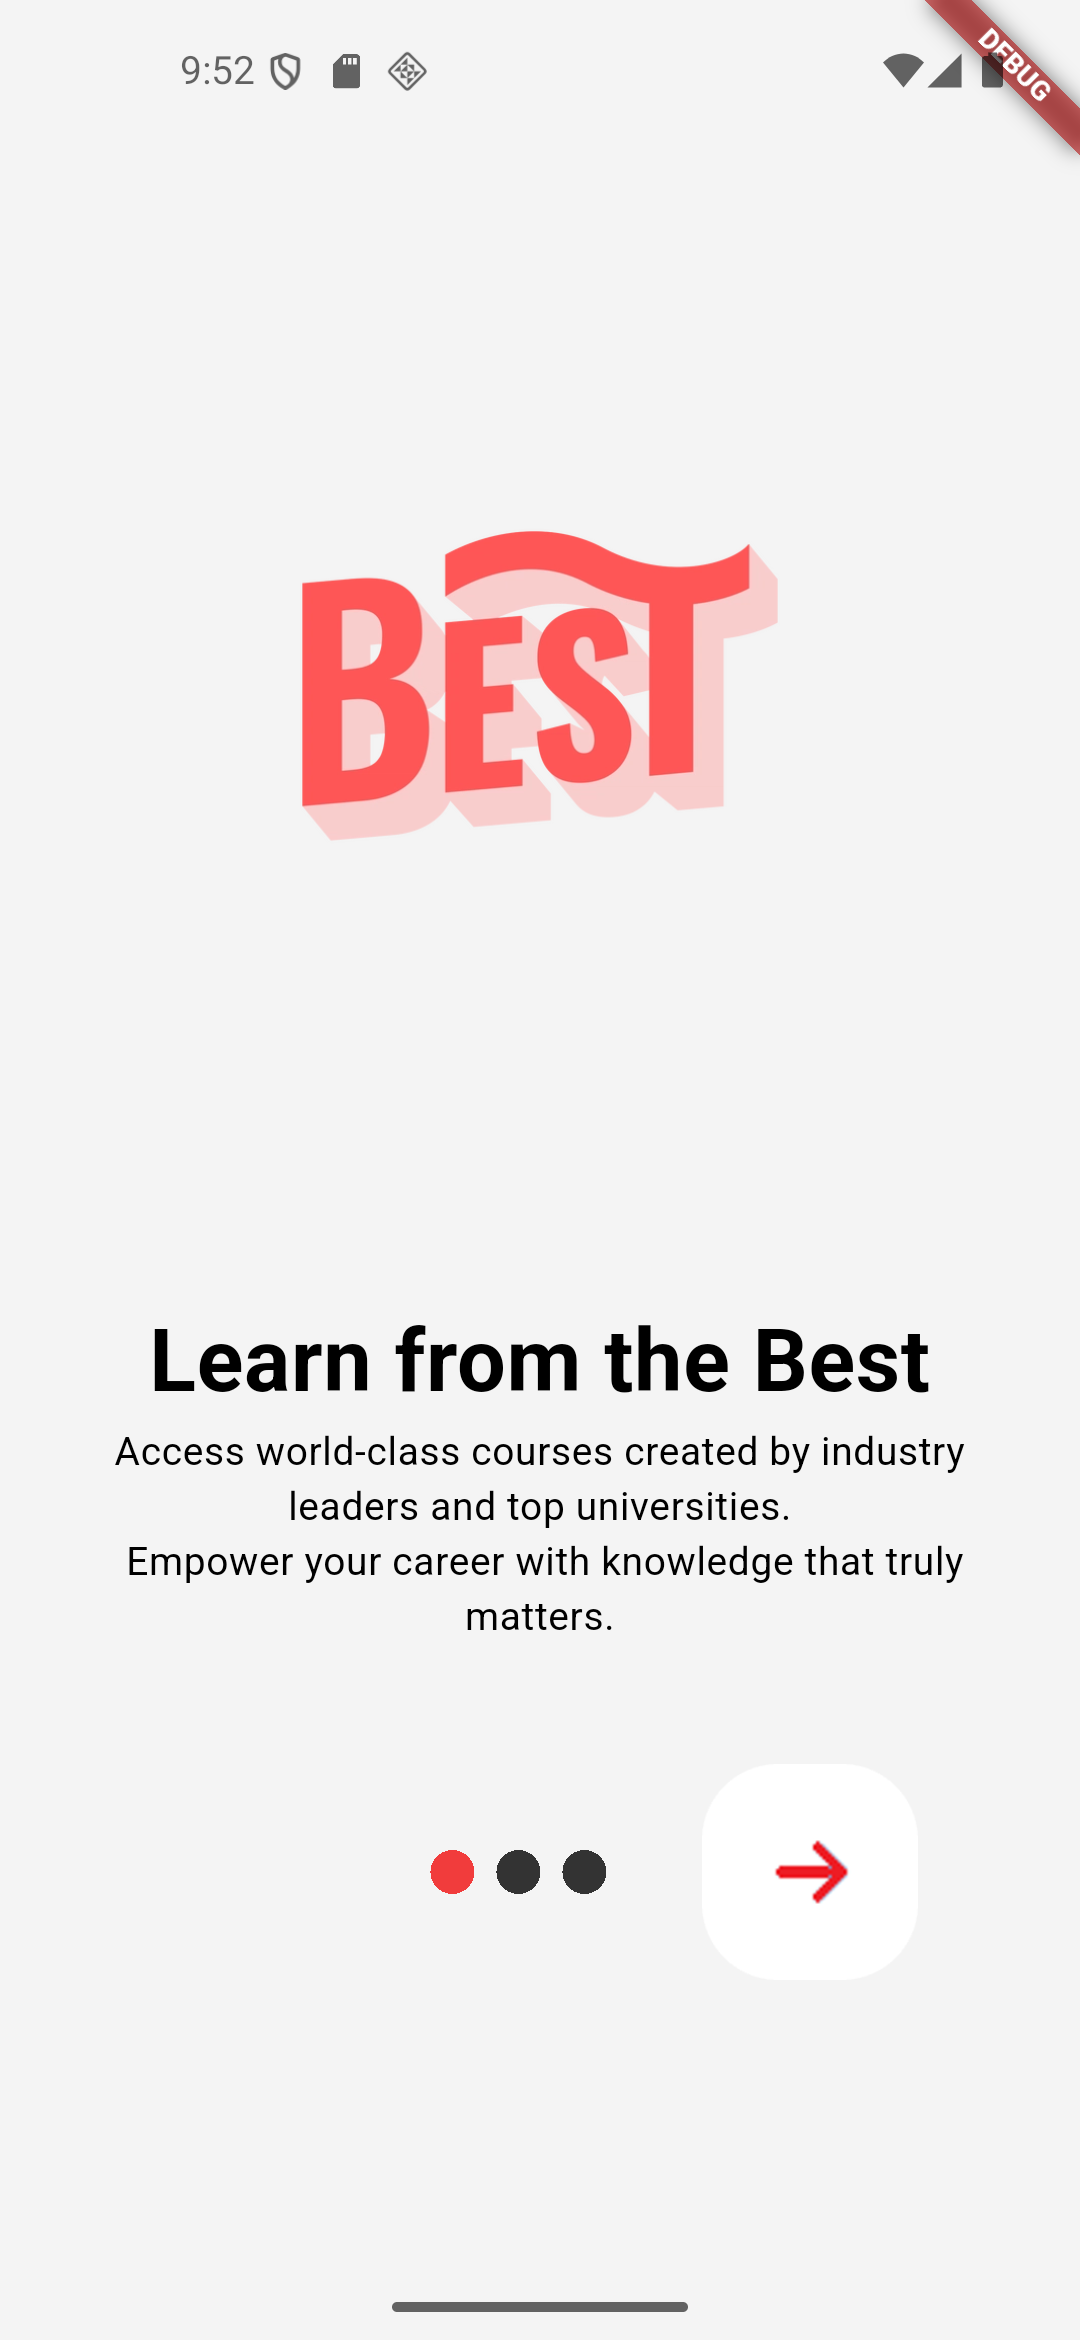 9:52
DEBUG
BEST
Learn from the Best
Access world-class courses created by industry
leaders and top universities.
Empower your career with knowledge that truly
matters.